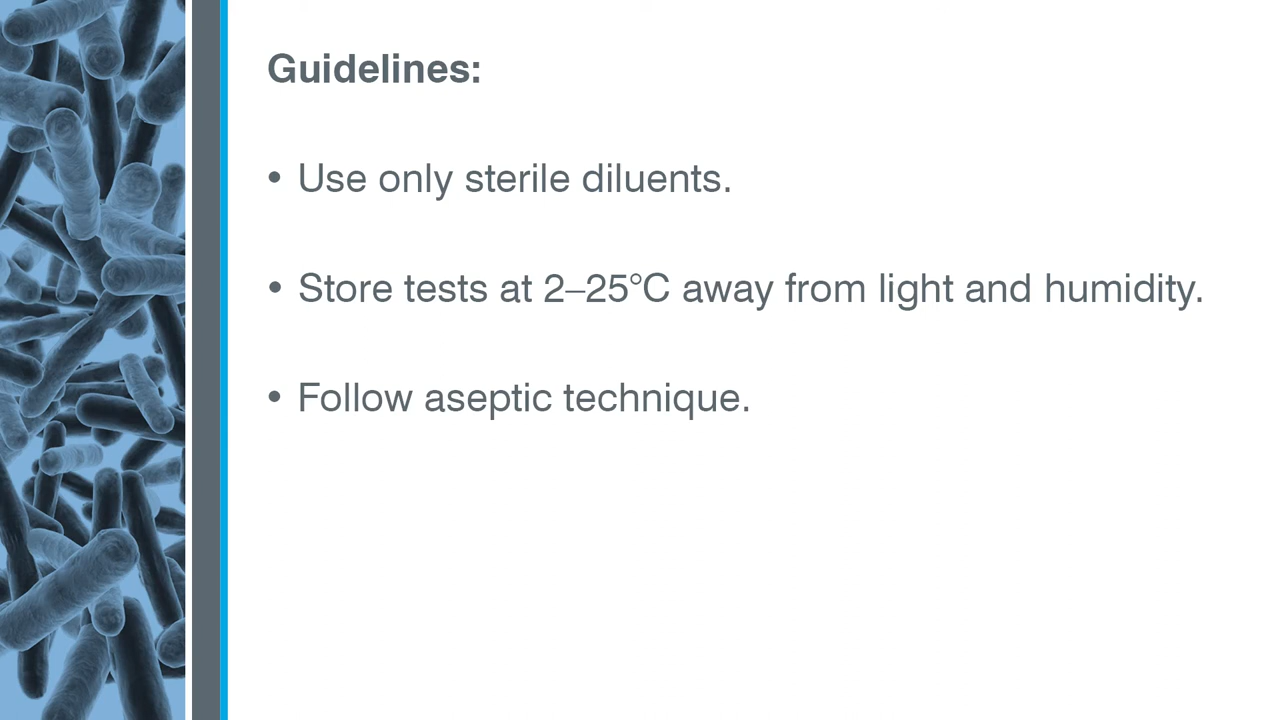 Guidelines:
• Use only sterile diluents.
• Store tests at 2–25°C away from light and humidity.
• Follow aseptic technique.